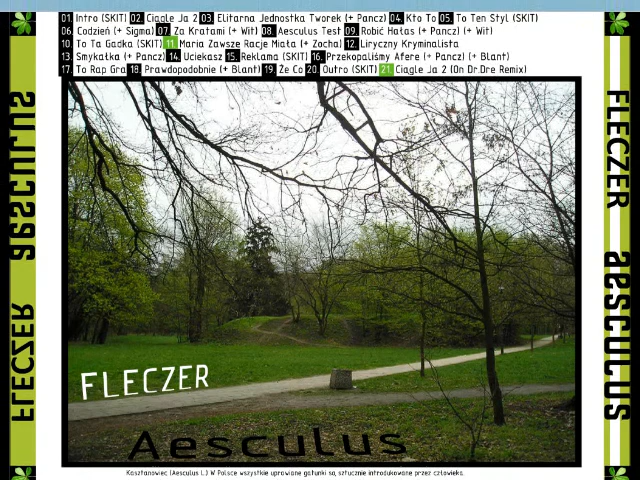 01. Intro (SKIT) 02. Ciągle Ja 2 03. Elitarna Jednostka Tworek (+ Pancz) 04. Kto To 05. To Ten Styl (SKIT)
06. Codzień (+ Sigma) 07. Za Kratami (+ Wit) 08. Aesculus Test 09. Robić Hałas (+ Pancz) (+ Wit)
10. To Ta Gadka (SKIT) 11. Maria Zawsze Racje Miała (+ Zocha) 12. Liryczny Kryminalista
13. Smykałka (+ Pancz) 14. Uciekasz 15. Reklama (SKIT) 16. Przekopaliśmy Afere (+ Pancz) (+ Blant)
17. To Rap Gra 18. Prawdopodobnie (+ Blant) 19. Że Co 20. Outro (SKIT) 21. Ciągle Ja 2 (On Dr.Dre Remix)
FLECZER aesculus
FLECZER aesculus
FLECZER
Aesculus
Kasztanowiec (Aesculus L.) W Polsce wszystkie uprawiane gatunki są sztucznie introdukowane przez człowieka.